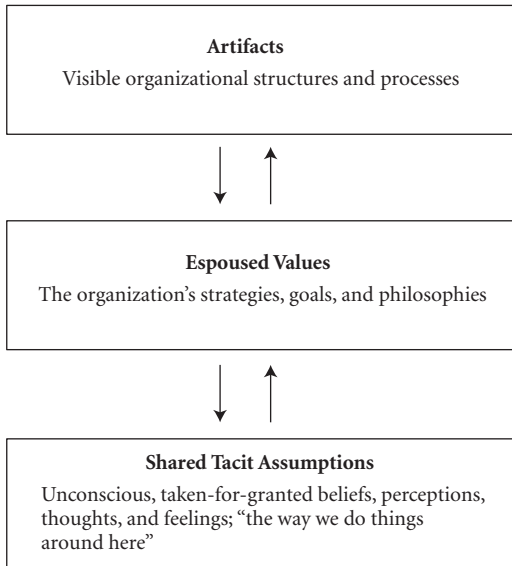 Artifacts
Visible organizational structures and processes
Espoused Values
The organization’s strategies, goals, and philosophies
Shared Tacit Assumptions
Unconscious, taken-for-granted beliefs, perceptions,
thoughts, and feelings; “the way we do things
around here”